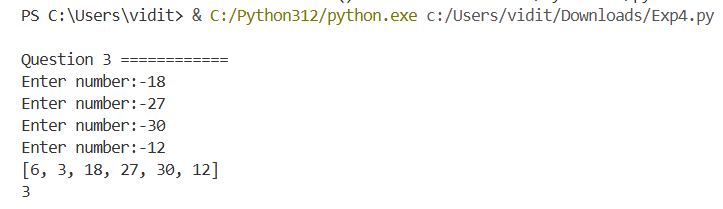 PS C:\Users\vidit> & C:/Python312/python.exe c:/Users/vidit/Downloads/Exp4.py
Question 3 ============
Enter number:-18
Enter number:-27
Enter number:-30
Enter number:-12
[6, 3, 18, 27, 30, 12]
3